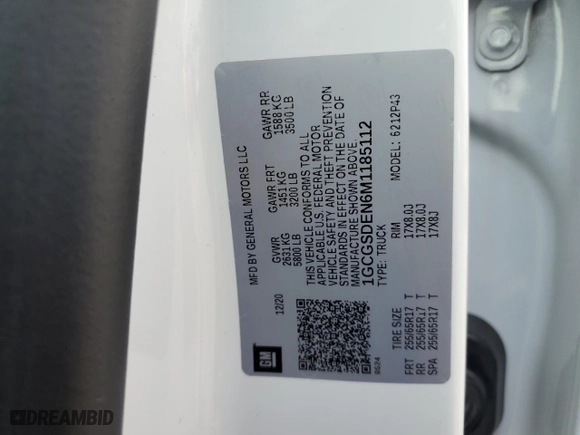 MFD BY GENERAL MOTORS LLC
12/20
GVWR
2631 KG
5800 LB
GAWR FRT
1451 KG
3200 LB
GAWR RR
1588 KG
3500 LB
THIS VEHICLE CONFORMS TO ALL
APPLICABLE U.S. FEDERAL MOTOR
VEHICLE SAFETY AND THEFT PREVENTION
STANDARDS IN EFFECT ON THE DATE OF
MANUFACTURE SHOWN ABOVE.
1GCGSDEN6M1185112
TYPE: TRUCK
MODEL: 6212P43
TIRE SIZE RIM
FRT 255/65R17 T 17X8.0J
RR 255/65R17 T 17X8.0J
SPA 255/65R17 T 17X8J
GM
DREAMBID